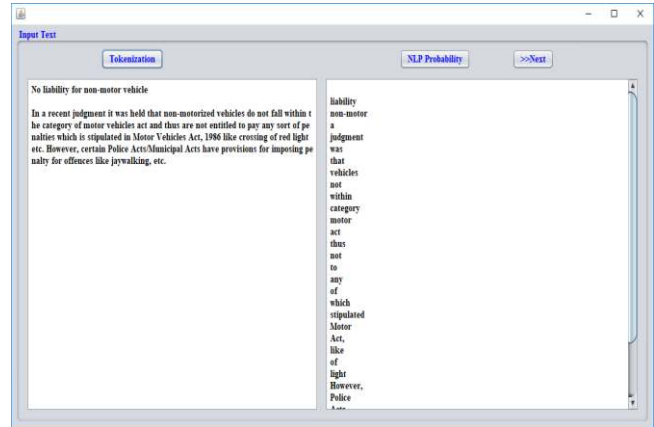 Input Text
Tokenization
NLP Probability
>>Next
No liability for non-motor vehicle
In a recent judgment it was held that non-motorized vehicles do not fall within t
he category of motor vehicles act and thus are not entitled to pay any sort of pe
nalties which is stipulated in Motor Vehicles Act, 1986 like crossing of red light
etc. However, certain Police Acts/Municipal Acts have provisions for imposing pe
nalty for offences like jaywalking, etc.
liability
non-motor
a
judgment
was
that
vehicles
not
within
category
motor
act
thus
not
to
any
of
which
stipulated
Motor
Act,
like
of
light
However,
Police